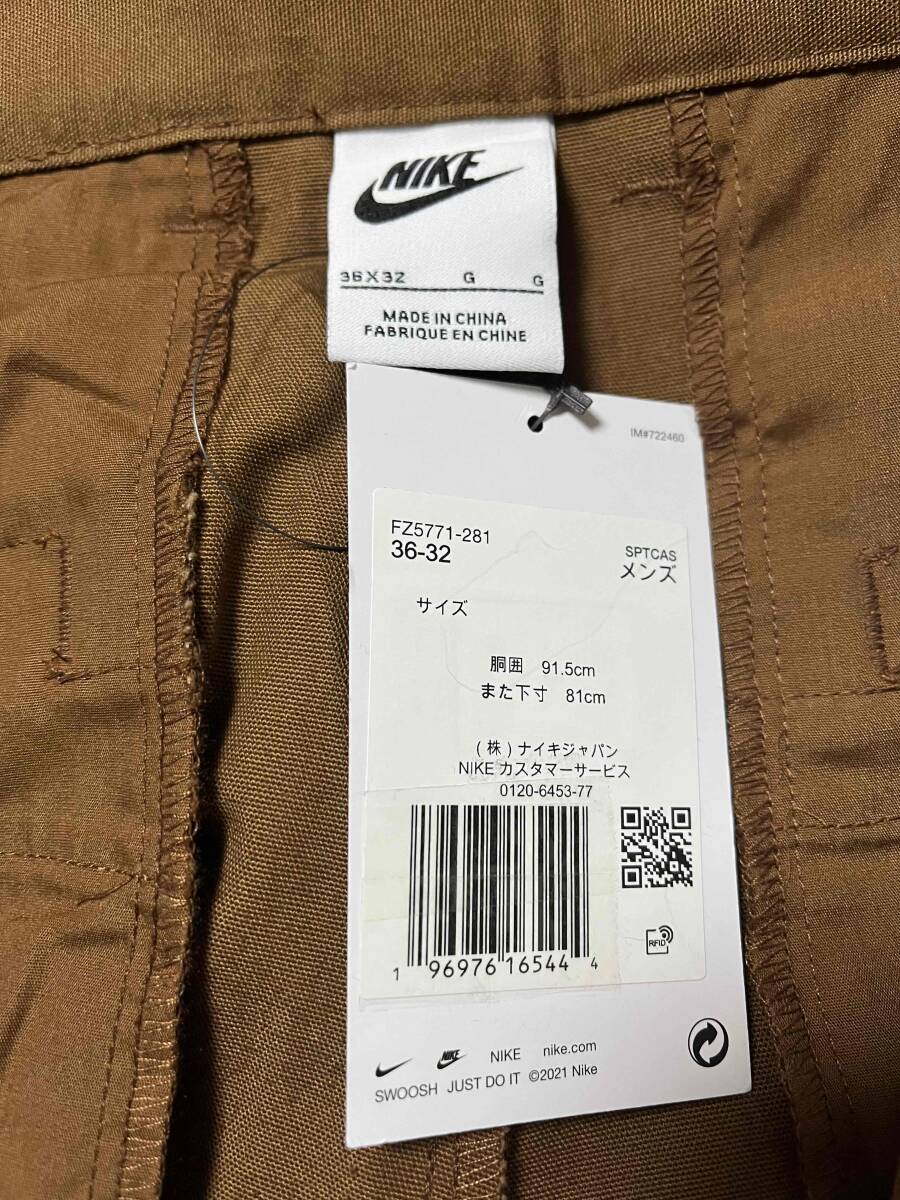 NIKE
36X32 G G
MADE IN CHINA
FABRIQUE EN CHINE
IM#722460
FZ5771-281
36-32
SPTCAS
メンズ
サイズ
胴囲 91.5cm
また下寸 81cm
(株)ナイキジャパン
NIKE カスタマーサービス
0120-6453-77
1 96976 16544 4
RFID
NIKE NIKE nike.com
SWOOSH JUST DO IT ©2021 Nike